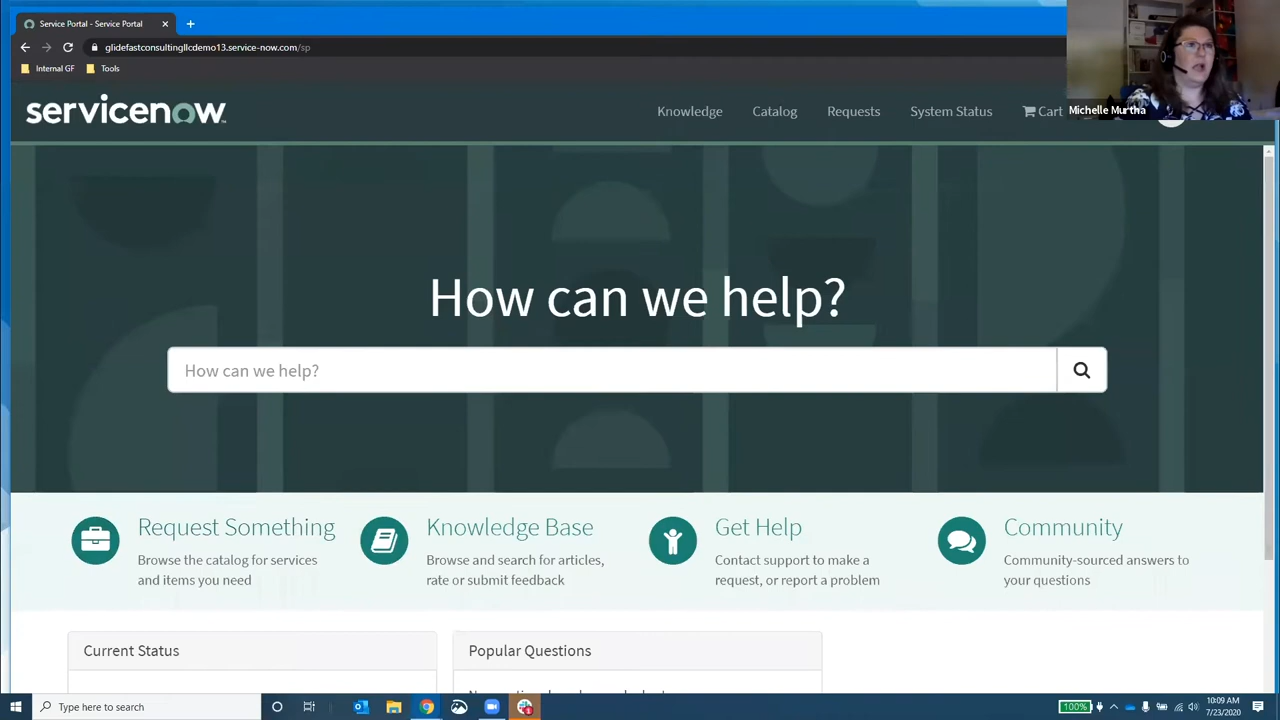 Service Portal - Service Portal
glidefastconsultingllcdemo13.service-now.com/sp
Internal GF
Tools
servicenow
Knowledge
Catalog
Requests
System Status
Cart
Michelle Murtha
How can we help?
How can we help?
Request Something
Browse the catalog for services
and items you need
Knowledge Base
Browse and search for articles,
rate or submit feedback
Get Help
Contact support to make a
request, or report a problem
Community
Community-sourced answers to
your questions
Current Status
Popular Questions
Type here to search
100%
10:09 AM
7/23/2020